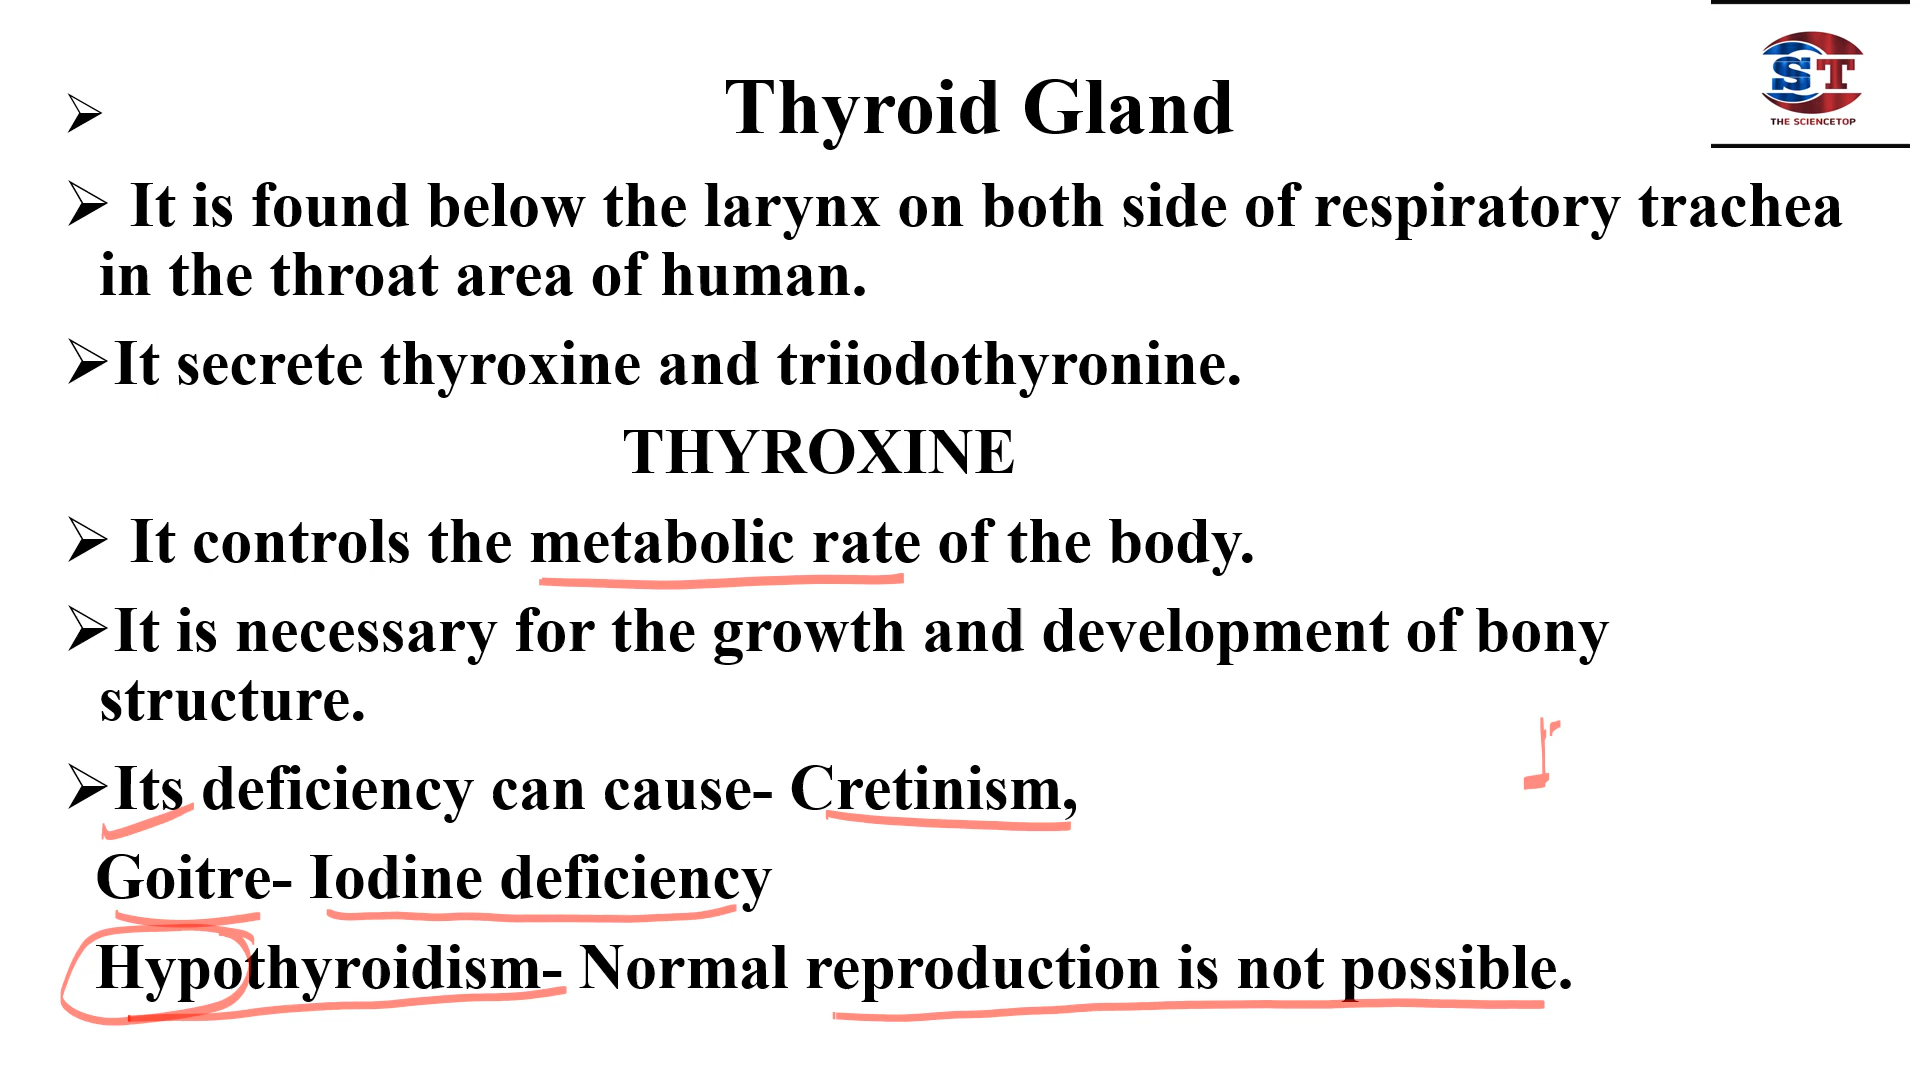 ST
THE SCIENCETOP
➢ Thyroid Gland
➢ It is found below the larynx on both side of respiratory trachea
in the throat area of human.
➢It secrete thyroxine and triiodothyronine.
THYROXINE
➢ It controls the metabolic rate of the body.
➢It is necessary for the growth and development of bony
structure.
➢Its deficiency can cause- Cretinism,
Goitre- Iodine deficiency
Hypothyroidism- Normal reproduction is not possible.